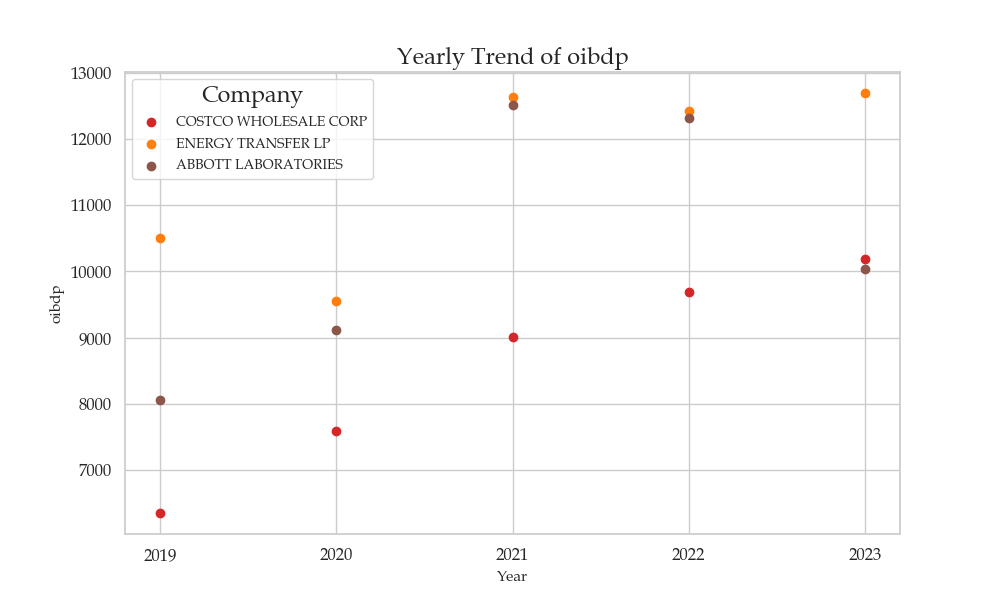 Yearly Trend of oibdp
13000
12000
11000
10000
9000
8000
7000
oibdp
Company
COSTCO WHOLESALE CORP
ENERGY TRANSFER LP
ABBOTT LABORATORIES
2019 2020 2021 2022 2023
Year